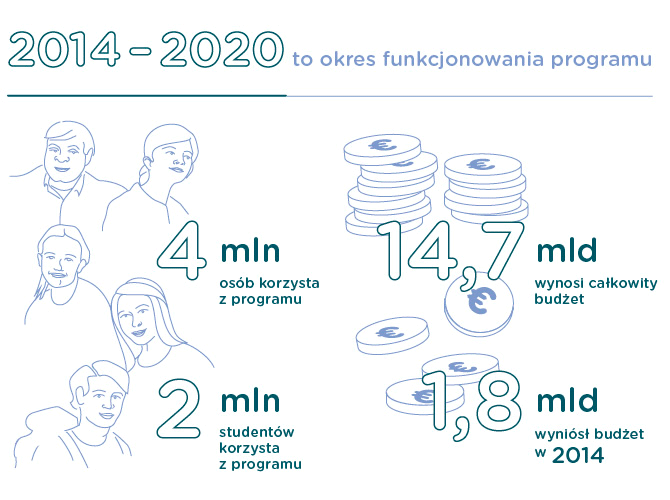 2014 – 2020 to okres funkcjonowania programu
4 mln
osób korzysta
z programu
14,7 mld
wynosi całkowity
budżet
2 mln
studentów
korzysta
z programu
1,8 mld
wyniósł budżet
w 2014